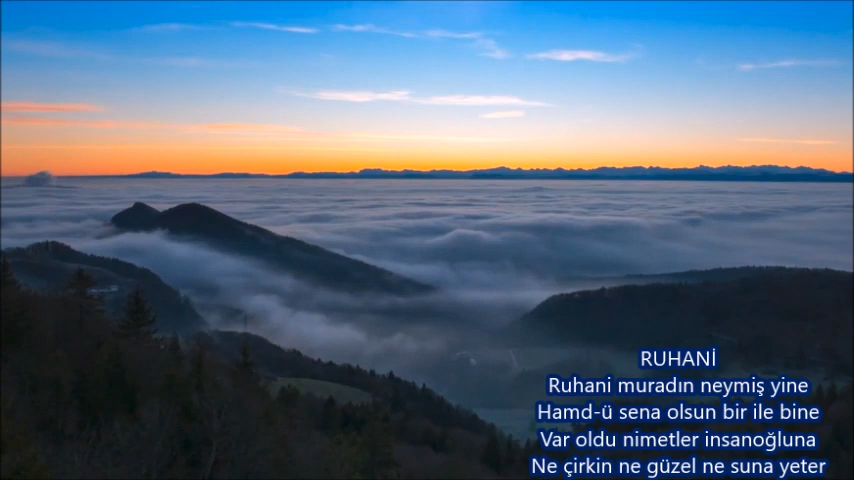 RUHANİ
Ruhani muradın neymiş yine
Hamd-ü sena olsun bir ile bine
Var oldu nimetler insanoğluna
Ne çirkin ne güzel ne suna yeter